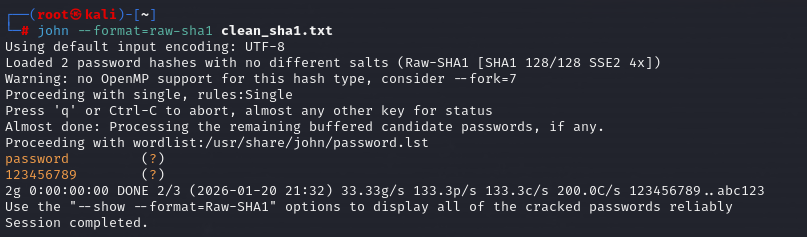 ┌──(root㉿kali)-[~]
└─# john --format=raw-sha1 clean_sha1.txt
Using default input encoding: UTF-8
Loaded 2 password hashes with no different salts (Raw-SHA1 [SHA1 128/128 SSE2 4x])
Warning: no OpenMP support for this hash type, consider --fork=7
Proceeding with single, rules:Single
Press 'q' or Ctrl-C to abort, almost any other key for status
Almost done: Processing the remaining buffered candidate passwords, if any.
Proceeding with wordlist:/usr/share/john/password.lst
password         (?)
123456789        (?)
2g 0:00:00:00 DONE 2/3 (2026-01-20 21:32) 33.33g/s 133.3p/s 133.3c/s 200.0C/s 123456789..abc123
Use the "--show --format=Raw-SHA1" options to display all of the cracked passwords reliably
Session completed.